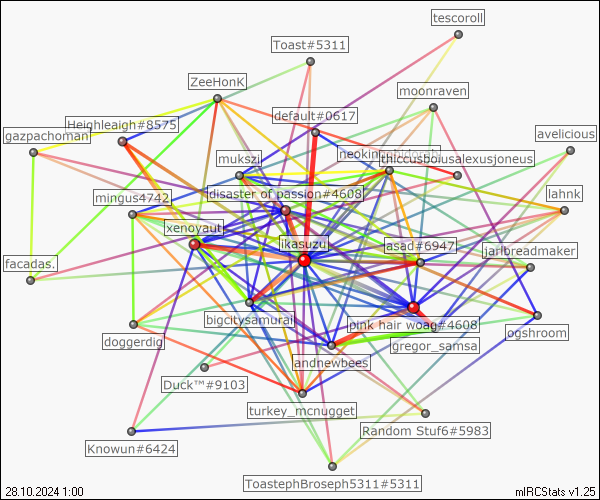 tescoroll
Toast#5311
ZeeHonK
moonraven
default#0617
Heighleaigh#8575
gazpachoman
avelicious
mukszi
thiccusboiusalexusjoneus
disaster of passion#4608
mingus4742
lahnk
xenoyaut
ikasuzu
asad#6947
jarlbreadmaker
facadas.
bigcitysamurai
pink hair woag#4608
ogshroom
doggerdig
gregor_samsa
andnewbees
Duck™#9103
turkey_mcnugget
Random Stuf6#5983
Knowun#6424
ToastephBroseph5311#5311
28.10.2024 1:00
mIRCStats v1.25